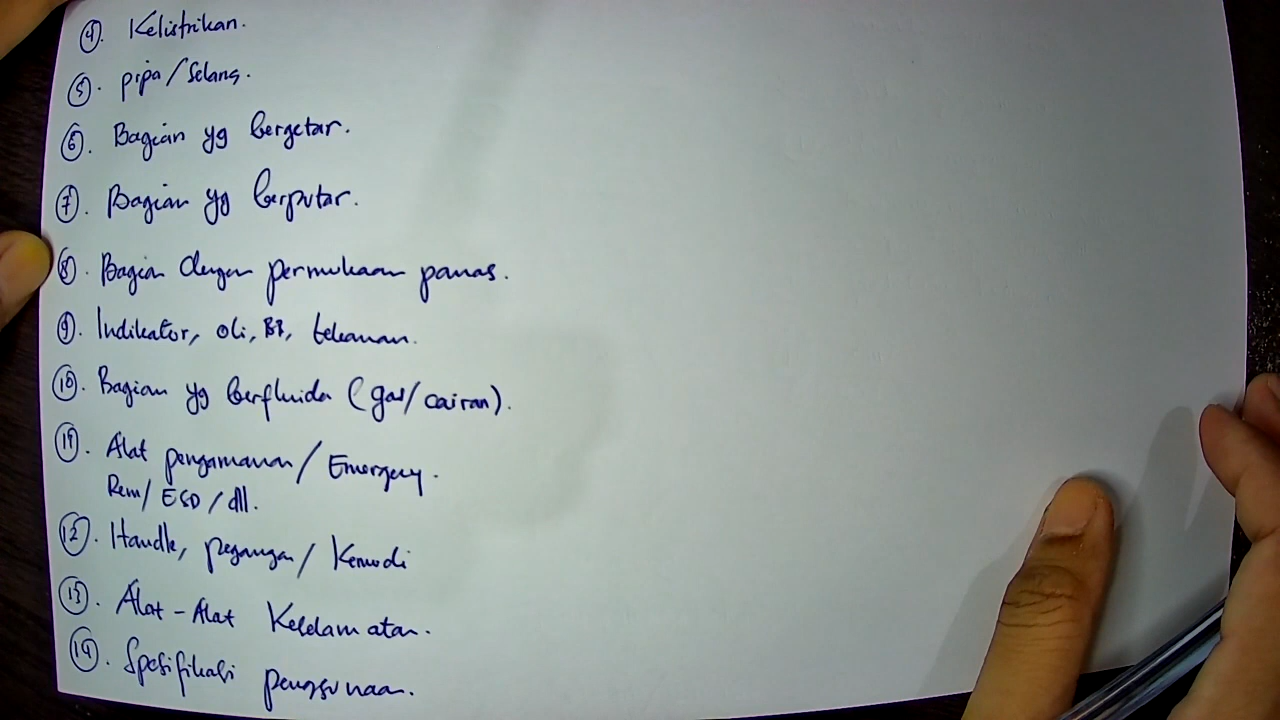 4. Kelistrikan.
5. pipa/Selang.
6. Bagian yg bergetar.
7. Bagian yg berputar.
8. Bagian dengan permukaan panas.
9. Indikator, oli, BB, tekanan.
10. Bagian yg berfluida (gas/cairan).
11. Alat pengamanan/Emergency.
Rem/ESD/dll.
12. Handle, pegangan/Kemudi
13. Alat-Alat Keselamatan.
14. Spesifikasi penggunaan.